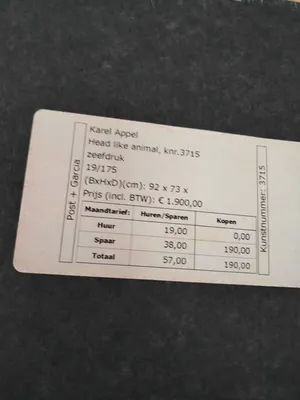 Karel Appel
Head like animal, knr.3715
zeefdruk
19/175
(BxHxD)(cm): 92 x 73 x
Prijs (incl. BTW): € 1.900,00
Maandtarief: Huren/Sparen Kopen
Huur 19,00 0,00
Spaar 38,00 190,00
Totaal 57,00 190,00
Post + Garcia
Kunstnummer: 3715